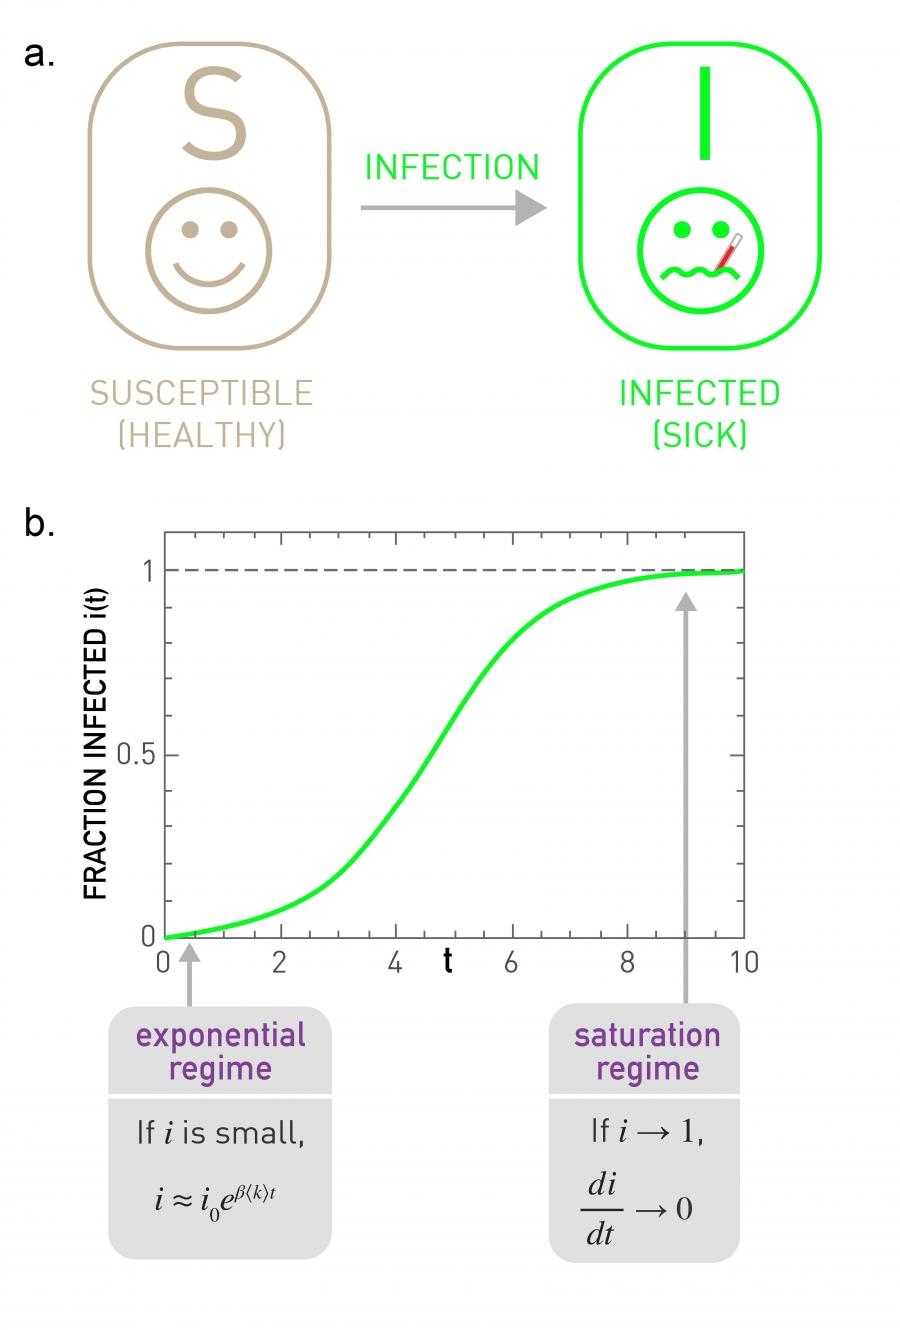 a.
S
I
INFECTION
SUSCEPTIBLE
(HEALTHY)
INFECTED
(SICK)
b.
FRACTION INFECTED i(t)
1
0.5
0
0 2 4 t 6 8 10
exponential
regime
If i is small,
i ≈ i₀e^{β⟨k⟩t}
saturation
regime
If i → 1,
di/dt → 0